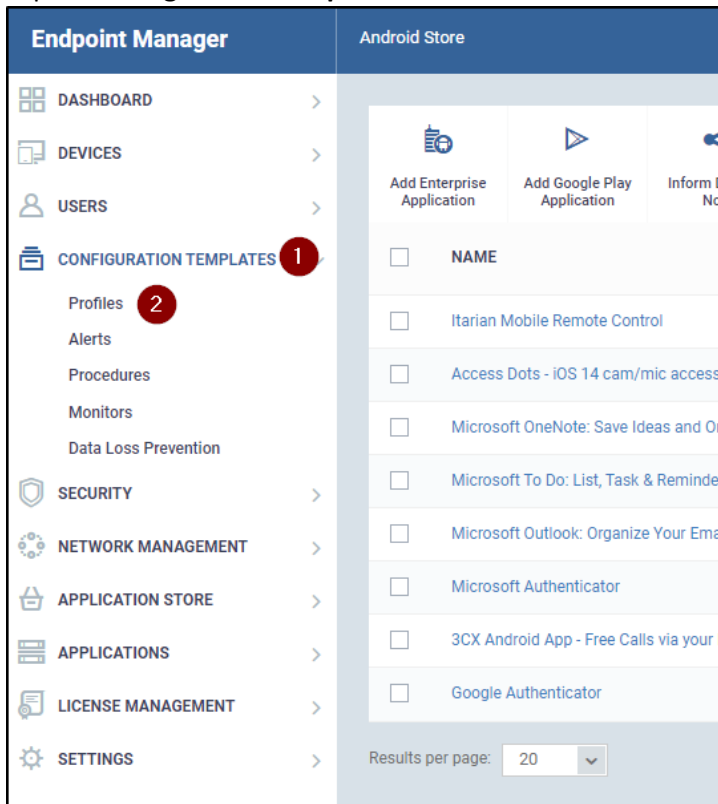 Endpoint Manager
Android Store
DASHBOARD
DEVICES
USERS
CONFIGURATION TEMPLATES 1
Profiles 2
Alerts
Procedures
Monitors
Data Loss Prevention
SECURITY
NETWORK MANAGEMENT
APPLICATION STORE
APPLICATIONS
LICENSE MANAGEMENT
SETTINGS
Add Enterprise
Application
Add Google Play
Application
Inform
NAME
Itarian Mobile Remote Control
Access Dots - iOS 14 cam/mic access
Microsoft OneNote: Save Ideas and
Microsoft To Do: List, Task &
Microsoft Outlook: Organize Your
Microsoft Authenticator
3CX Android App - Free Calls via your
Google Authenticator
Results per page: 20